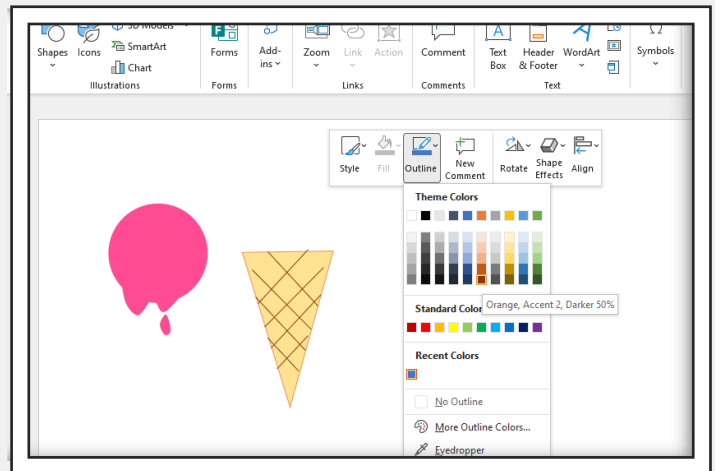 3D Models
Shapes Icons SmartArt Chart Forms Add-ins Zoom Link Action Comment Text Box Header & Footer WordArt Symbols
Illustrations Forms Links Comments Text
Style Fill Outline New Comment Rotate Shape Effects Align
Theme Colors
Orange, Accent 2, Darker 50%
Standard Color
Recent Colors
No Outline
More Outline Colors...
Eyedropper